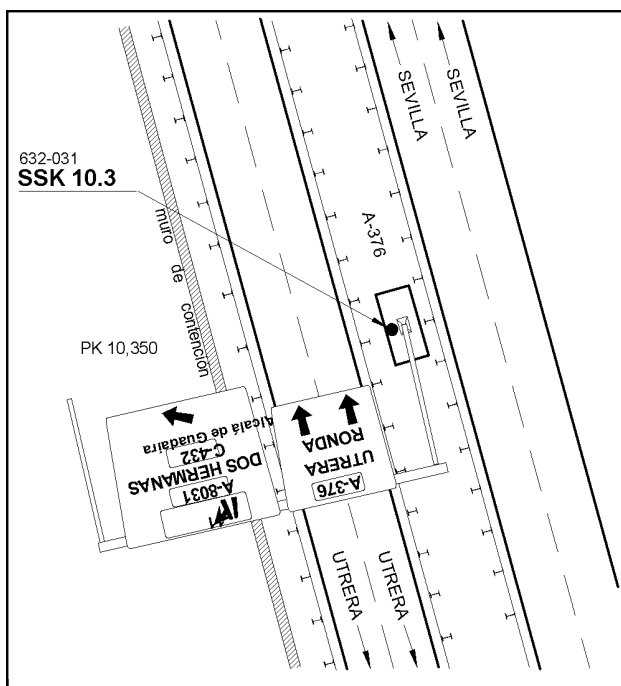 SEVILLA
SEVILLA
632-031
SSK 10.3
muro de contención
A-376
PK 10,350
Alcalá de Guadaira
C-432
DOS HERMANAS
A-8031
RONDA
UTRERA
A-376
UTRERA
UTRERA